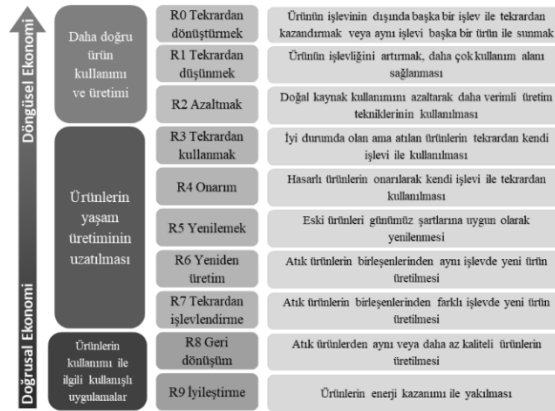 Döngüsel Ekonomi
Doğrusal Ekonomi
Daha doğru
ürün
kullanımı
ve üretimi
R0 Tekrardan
dönüştürmek
Ürünün işlevinin dışında başka bir işlev ile tekrardan
kazandırmak veya aynı işlevi başka bir ürün ile sunmak
R1 Tekrardan
düşünmek
Ürünün işlevliğini artırmak, daha çok kullanım alanı
sağlanması
R2 Azaltmak
Doğal kaynak kullanımını azaltarak daha verimli üretim
tekniklerinin kullanılması
Ürünlerin
yaşam
üretiminin
uzatılması
R3 Tekrardan
kullanmak
İyi durumda olan ama atılan ürünlerin tekrardan kendi
işlevi ile kullanılması
R4 Onarım
Hasarlı ürünlerin onarılarak kendi işlevi ile tekrardan
kullanılması
R5 Yenilemek
Eski ürünleri günümüz şartlarına uygun olarak
yenilenmesi
R6 Yeniden
üretim
Atık ürünlerin birleşenlerinden aynı işlevde yeni ürün
üretilmesi
R7 Tekrardan
işlevlendirme
Atık ürünlerin birleşenlerinden farklı işlevde yeni ürün
üretilmesi
Ürünlerin
kullanımı ile
ilgili kullanışlı
uygulamalar
R8 Geri
dönüşüm
Atık ürünlerden aynı veya daha az kaliteli ürünlerin
üretilmesi
R9 İyileştirme
Ürünlerin enerji kazanımı ile yakılması